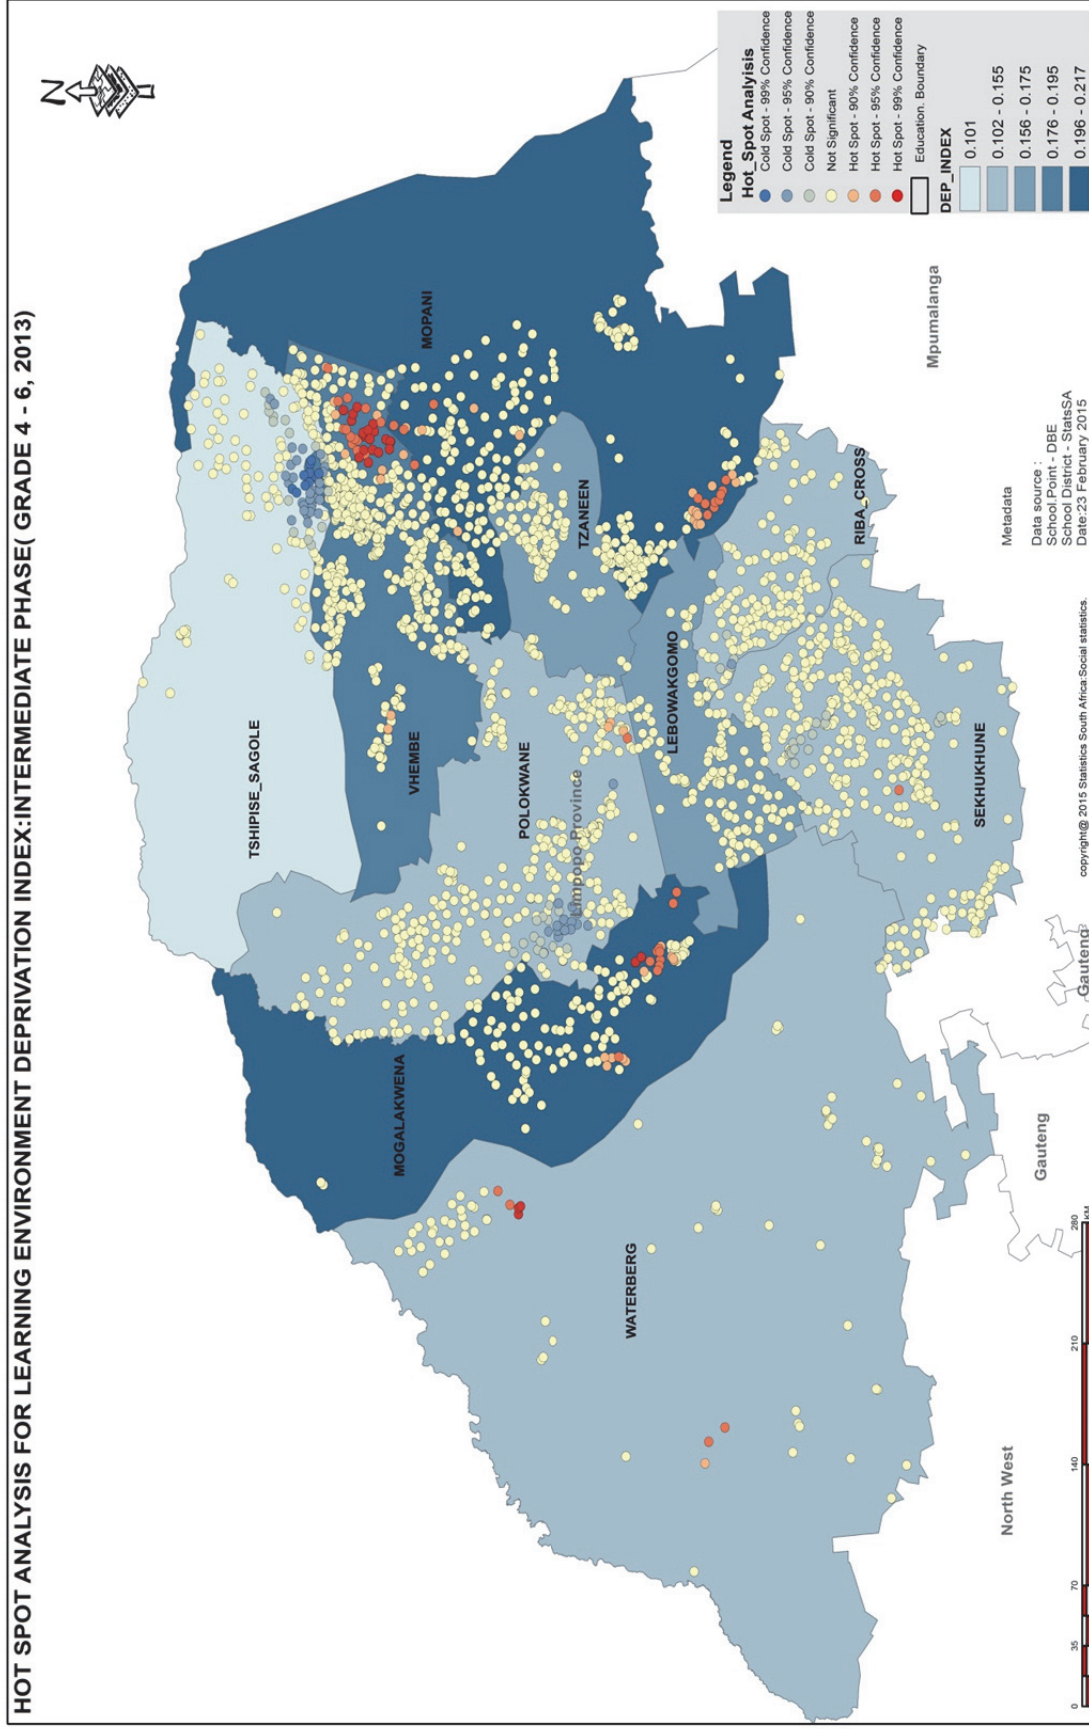 HOT SPOT ANALYSIS FOR LEARNING ENVIRONMENT DEPRIVATION INDEX:INTERMEDIATE PHASE( GRADE 4 - 6, 2013)
N
TSHIPISE_SAGOLE
MOPANI
VHEMBE
MOGALAKWENA
POLOKWANE
TZANEEN
Limpopo Province
LEBOWAKGOMO
WATERBERG
RIBA_CROSS
SEKHUKHUNE
Mpumalanga
Gauteng
Gauteng
North West
Legend
Hot_Spot Analyisis
Cold Spot - 99% Confidence
Cold Spot - 95% Confidence
Cold Spot - 90% Confidence
Not Significant
Hot Spot - 90% Confidence
Hot Spot - 95% Confidence
Hot Spot - 99% Confidence
Education. Boundary
DEP_INDEX
0.101
0.102 - 0.155
0.156 - 0.175
0.176 - 0.195
0.196 - 0.217
Metadata
Data source :
School.Point - DBE
School District - StatsSA
Date:23 February 2015
copyright@ 2015 Statistics South Africa:Social statistics.
0 35 70 140 210 280
KM